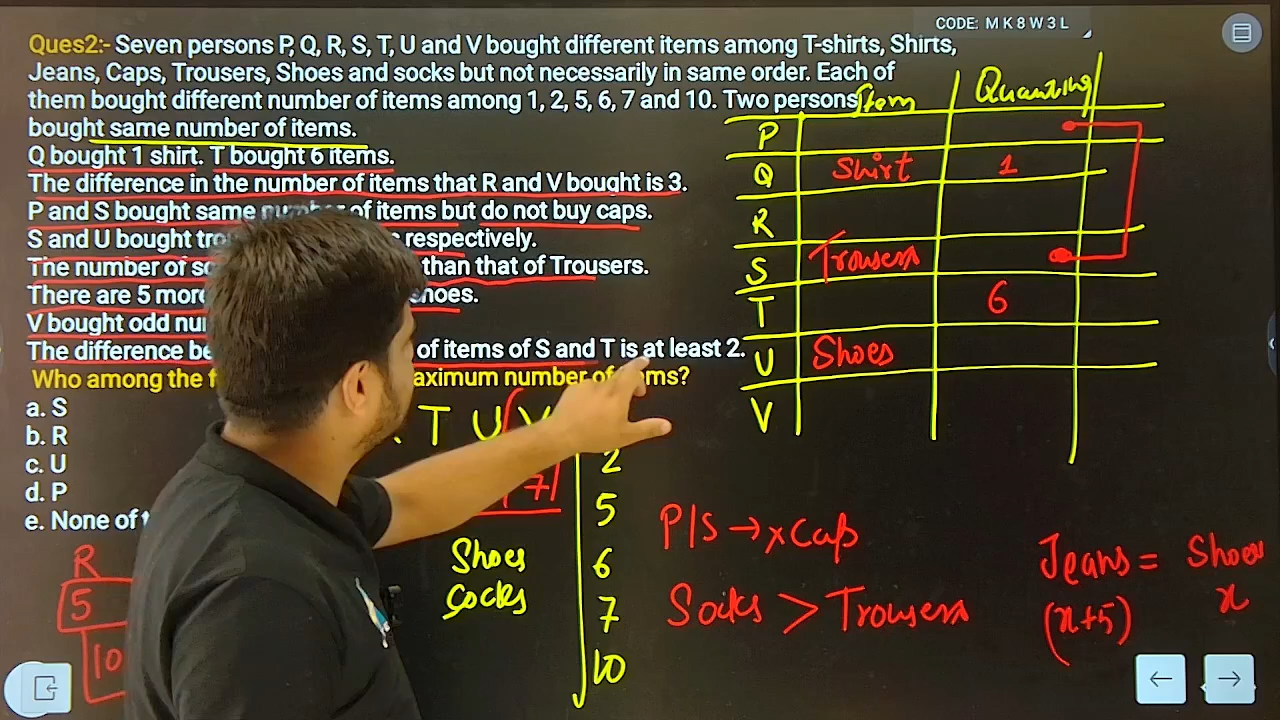 CODE: M K 8 W 3 L
Ques2:- Seven persons P, Q, R, S, T, U and V bought different items among T-shirts, Shirts,
Jeans, Caps, Trousers, Shoes and socks but not necessarily in same order. Each of
them bought different number of items among 1, 2, 5, 6, 7 and 10. Two persons
bought same number of items.
Q bought 1 shirt. T bought 6 items.
The difference in the number of items that R and V bought is 3.
P and S bought same number of items but do not buy caps.
S and U bought respectively.
The number of than that of Trousers.
There are 5 more shoes.
V bought odd
The difference of items of S and T is at least 2.
Who among the maximum number of items?
a. S
b. R
c. U
d. P
e. None of
Item Quantity
P
Q Shirt 1
R
S Trousers
T 6
U Shoes
V
T U V
7
2
5
6
7
10
Shoes
Socks
R
5
10
P/S → x Caps
Socks > Trousers
Jeans = Shoes
(x+5) x